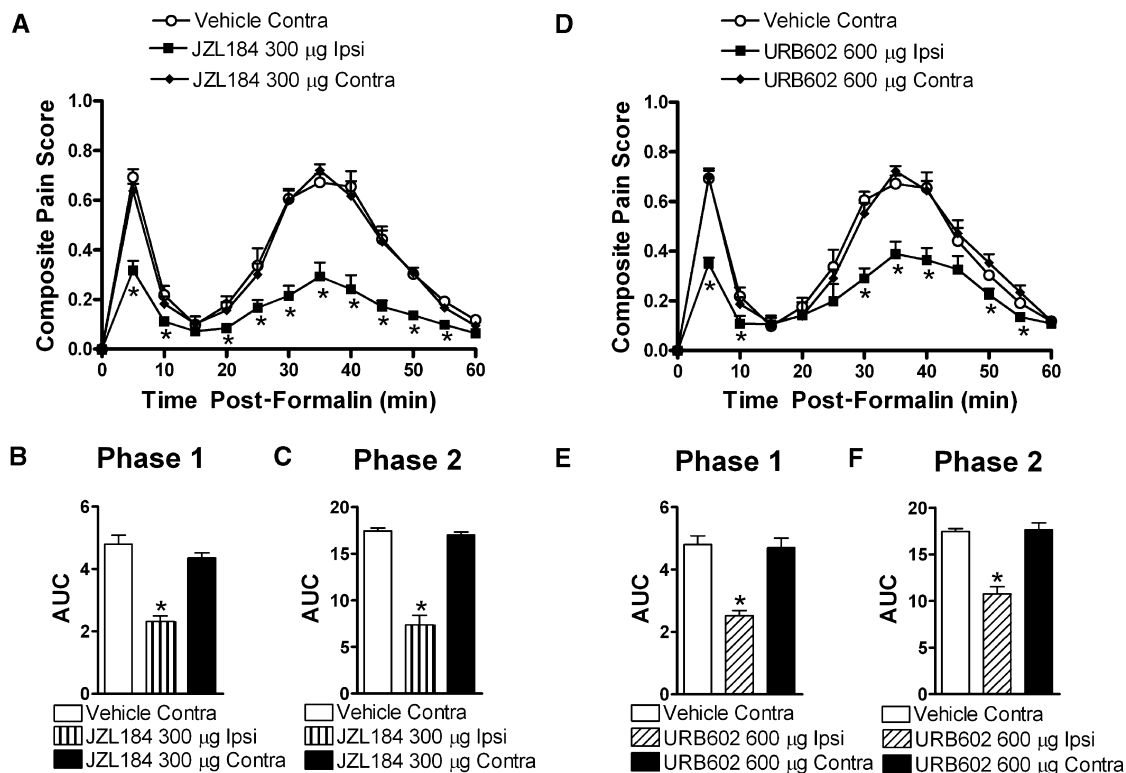 A
Vehicle Contra
JZL184 300 μg Ipsi
JZL184 300 μg Contra
Composite Pain Score
1.0
0.8
0.6
0.4
0.2
0.0
*
*
*
*
*
*
*
*
*
0 10 20 30 40 50 60
Time Post-Formalin (min)
D
Vehicle Contra
URB602 600 μg Ipsi
URB602 600 μg Contra
Composite Pain Score
1.0
0.8
0.6
0.4
0.2
0.0
*
*
*
*
*
*
*
0 10 20 30 40 50 60
Time Post-Formalin (min)
B
Phase 1
AUC
6
4
2
0
*
Vehicle Contra
JZL184 300 μg Ipsi
JZL184 300 μg Contra
C
Phase 2
AUC
20
15
10
5
0
*
Vehicle Contra
JZL184 300 μg Ipsi
JZL184 300 μg Contra
E
Phase 1
AUC
6
4
2
0
*
Vehicle Contra
URB602 600 μg Ipsi
URB602 600 μg Contra
F
Phase 2
AUC
20
15
10
5
0
*
Vehicle Contra
URB602 600 μg Ipsi
URB602 600 μg Contra